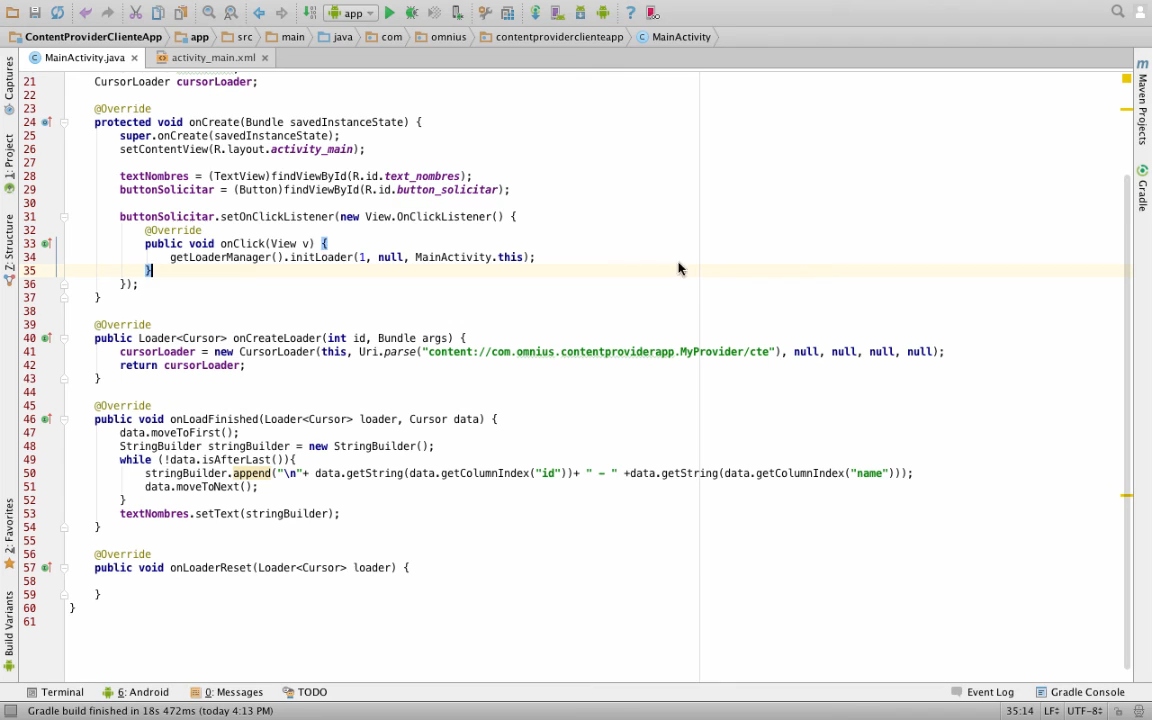 app
ContentProviderClienteApp app src main java com omnius contentproviderclienteapp MainActivity
MainActivity.java activity_main.xml
Captures
1: Project
7: Structure
2: Favorites
Build Variants
Maven Projects
Gradle
21 CursorLoader cursorLoader;
22
23 @Override
24 protected void onCreate(Bundle savedInstanceState) {
25 super.onCreate(savedInstanceState);
26 setContentView(R.layout.activity_main);
27
28 textNombres = (TextView)findViewById(R.id.text_nombres);
29 buttonSolicitar = (Button)findViewById(R.id.button_solicitar);
30
31 buttonSolicitar.setOnClickListener(new View.OnClickListener() {
32 @Override
33 public void onClick(View v) {
34 getLoaderManager().initLoader(1, null, MainActivity.this);
35 }
36 });
37 }
38
39 @Override
40 public Loader<Cursor> onCreateLoader(int id, Bundle args) {
41 cursorLoader = new CursorLoader(this, Uri.parse("content://com.omnius.contentproviderapp.MyProvider/cte"), null, null, null, null);
42 return cursorLoader;
43 }
44
45 @Override
46 public void onLoadFinished(Loader<Cursor> loader, Cursor data) {
47 data.moveToFirst();
48 StringBuilder stringBuilder = new StringBuilder();
49 while (!data.isAfterLast()){
50 stringBuilder.append("\n"+ data.getString(data.getColumnIndex("id"))+ " - " +data.getString(data.getColumnIndex("name")));
51 data.moveToNext();
52 }
53 textNombres.setText(stringBuilder);
54 }
55
56 @Override
57 public void onLoaderReset(Loader<Cursor> loader) {
58
59 }
60 }
61
Terminal 6: Android 0: Messages TODO Event Log Gradle Console
Gradle build finished in 18s 472ms (today 4:13 PM) 35:14 LF UTF-8